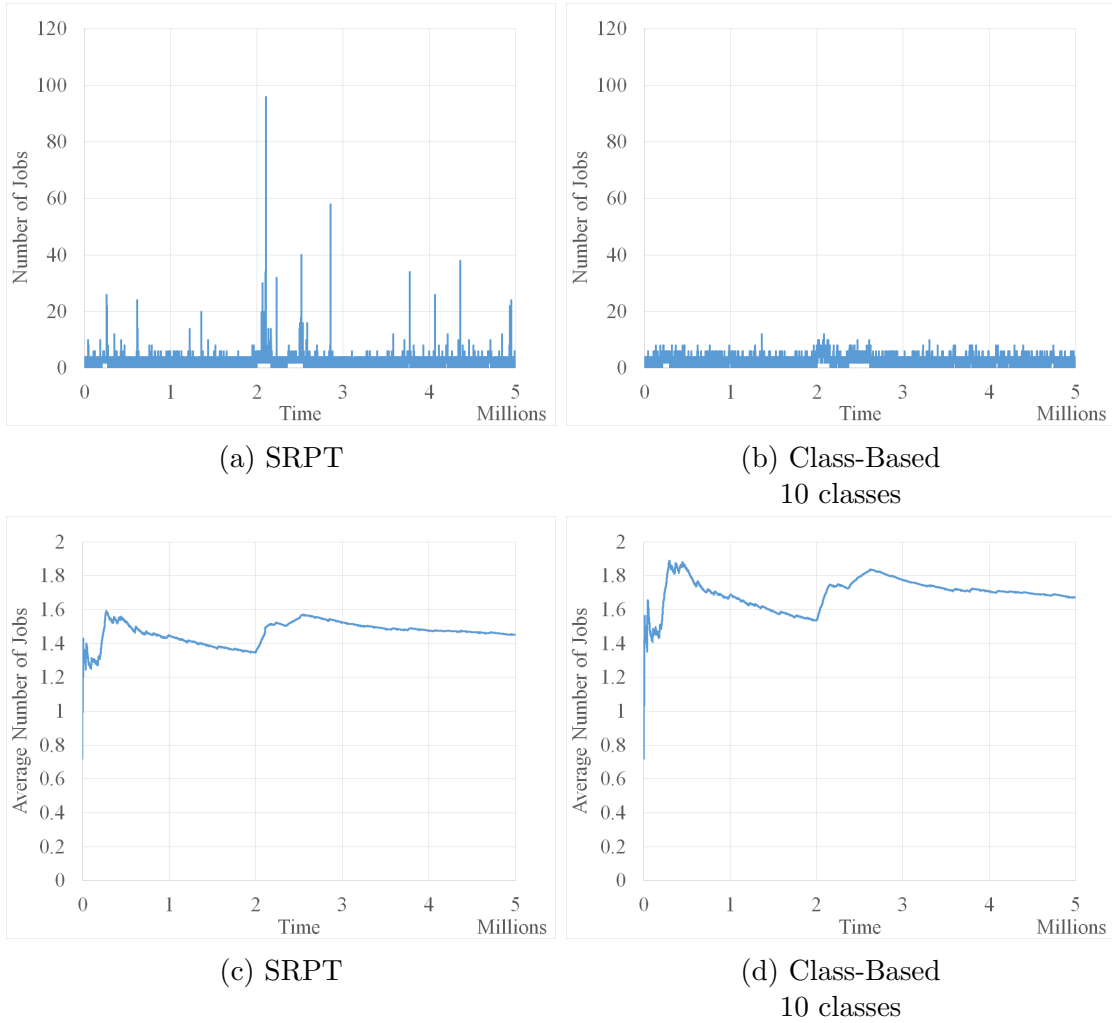 120
100
80
60
40
20
0
Number of Jobs
0 1 2 3 4 5
Time Millions
(a) SRPT
120
100
80
60
40
20
0
Number of Jobs
0 1 2 3 4 5
Time Millions
(b) Class-Based
10 classes
2
1.8
1.6
1.4
1.2
1
0.8
0.6
0.4
0.2
0
Average Number of Jobs
0 1 2 3 4 5
Time Millions
(c) SRPT
2
1.8
1.6
1.4
1.2
1
0.8
0.6
0.4
0.2
0
Average Number of Jobs
0 1 2 3 4 5
Time Millions
(d) Class-Based
10 classes